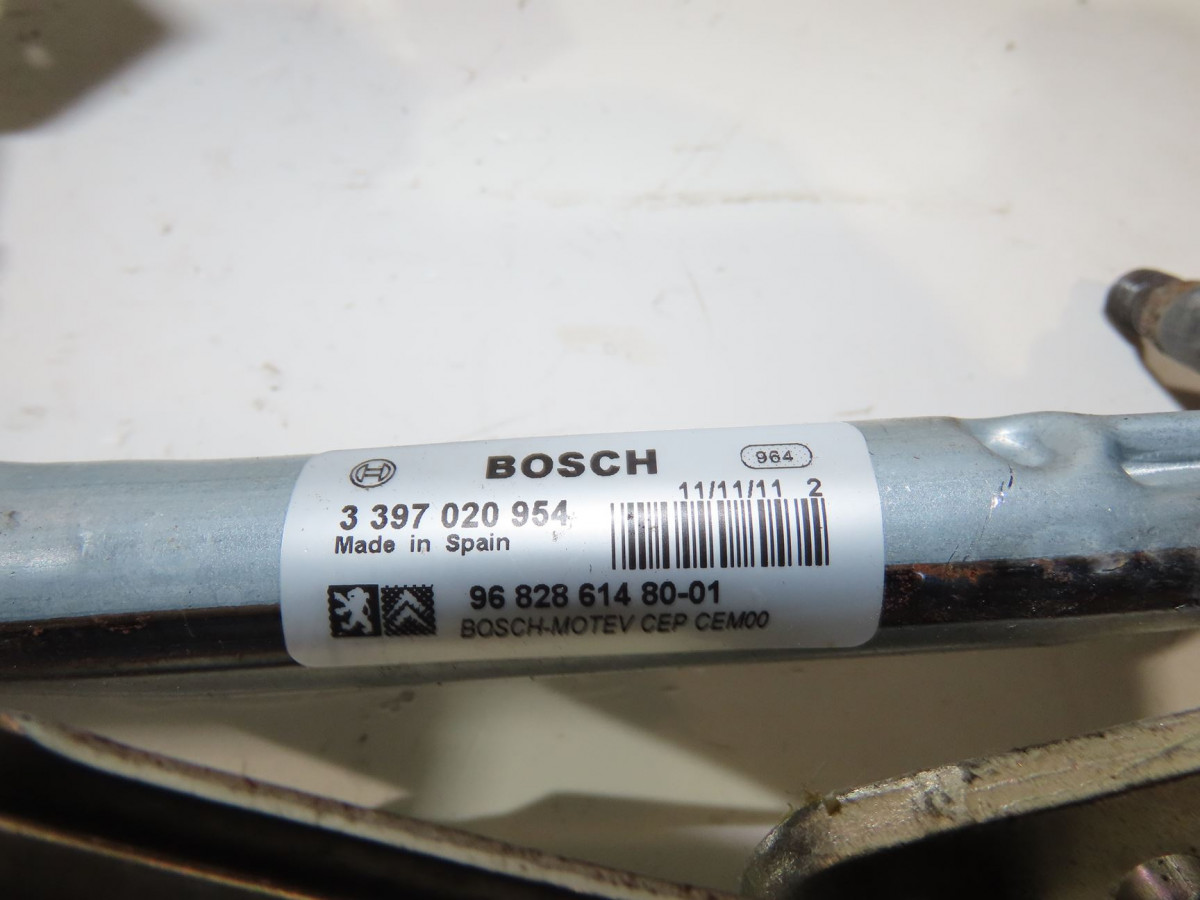 BOSCH
964
11/11/11 2
3 397 020 954
Made in Spain
96 828 614 80-01
BOSCH-MOTEV CEP CEM00